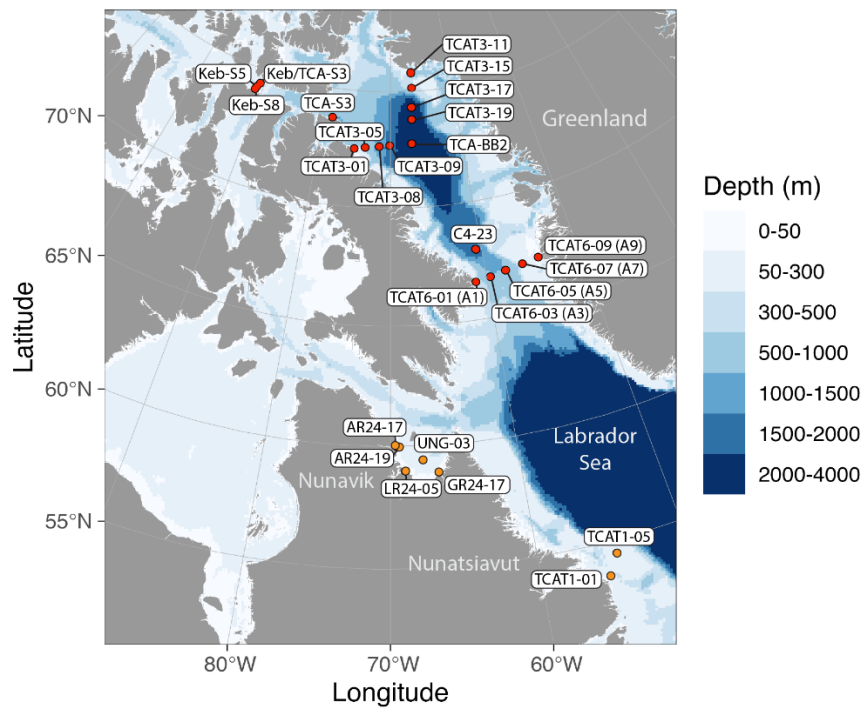 TCAT3-11
TCAT3-15
Keb-S5
Keb/TCA-S3
TCAT3-17
Keb-S8
TCA-S3
TCAT3-19
Greenland
70°N
TCAT3-05
TCA-BB2
TCAT3-01
TCAT3-09
TCAT3-08
Depth (m)
0-50
50-300
300-500
500-1000
1000-1500
1500-2000
2000-4000
C4-23
TCAT6-09 (A9)
65°N
TCAT6-07 (A7)
TCAT6-01 (A1)
TCAT6-05 (A5)
TCAT6-03 (A3)
Latitude
60°N
AR24-17
UNG-03
Labrador
Sea
AR24-19
Nunavik
LR24-05
GR24-17
55°N
TCAT1-05
Nunatsiavut
TCAT1-01
80°W
70°W
60°W
Longitude